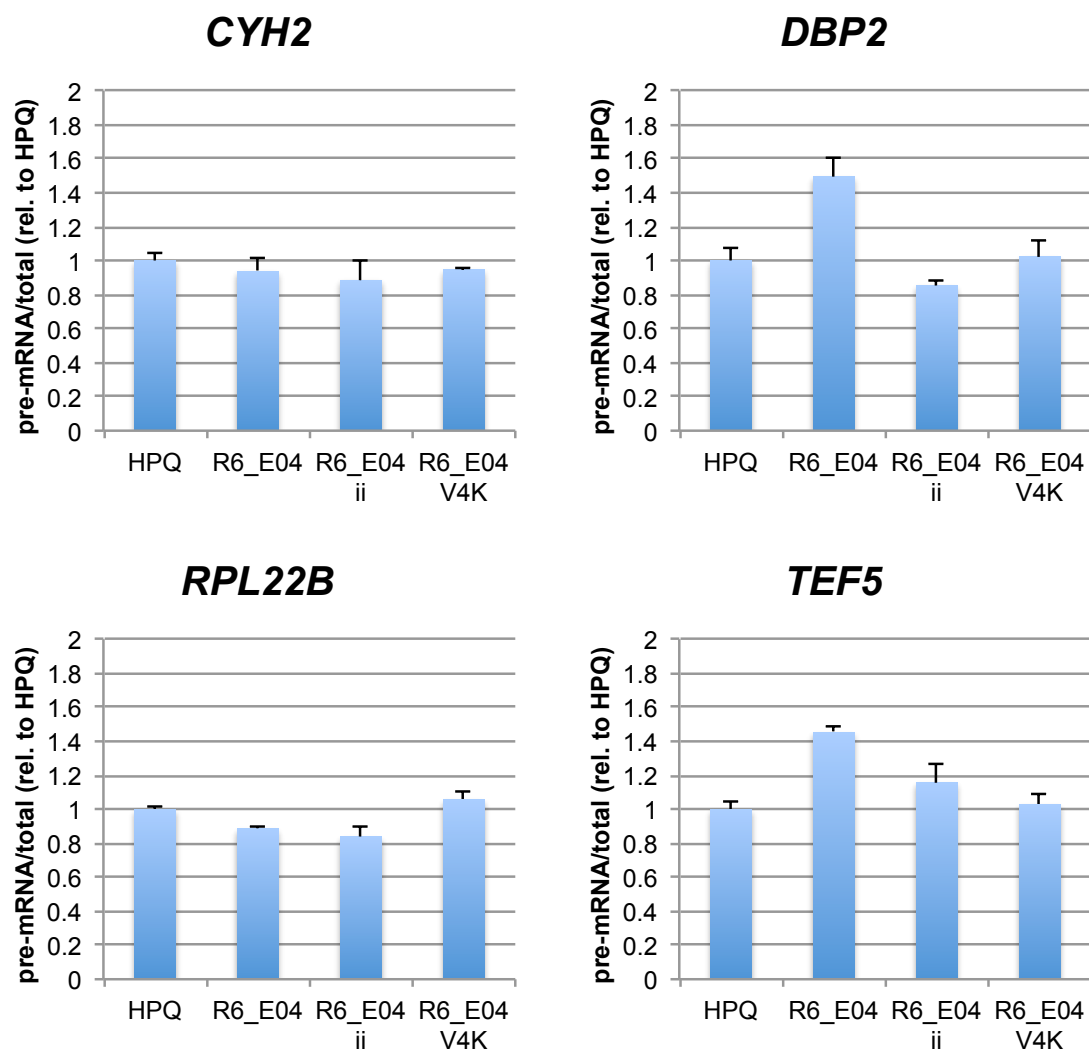 CYH2
pre-mRNA/total (rel. to HPQ)
2
1.8
1.6
1.4
1.2
1
0.8
0.6
0.4
0.2
0
HPQ R6_E04 R6_E04 R6_E04
ii V4K
DBP2
pre-mRNA/total (rel. to HPQ)
2
1.8
1.6
1.4
1.2
1
0.8
0.6
0.4
0.2
0
HPQ R6_E04 R6_E04 R6_E04
ii V4K
RPL22B
pre-mRNA/total (rel. to HPQ)
2
1.8
1.6
1.4
1.2
1
0.8
0.6
0.4
0.2
0
HPQ R6_E04 R6_E04 R6_E04
ii V4K
TEF5
pre-mRNA/total (rel. to HPQ)
2
1.8
1.6
1.4
1.2
1
0.8
0.6
0.4
0.2
0
HPQ R6_E04 R6_E04 R6_E04
ii V4K